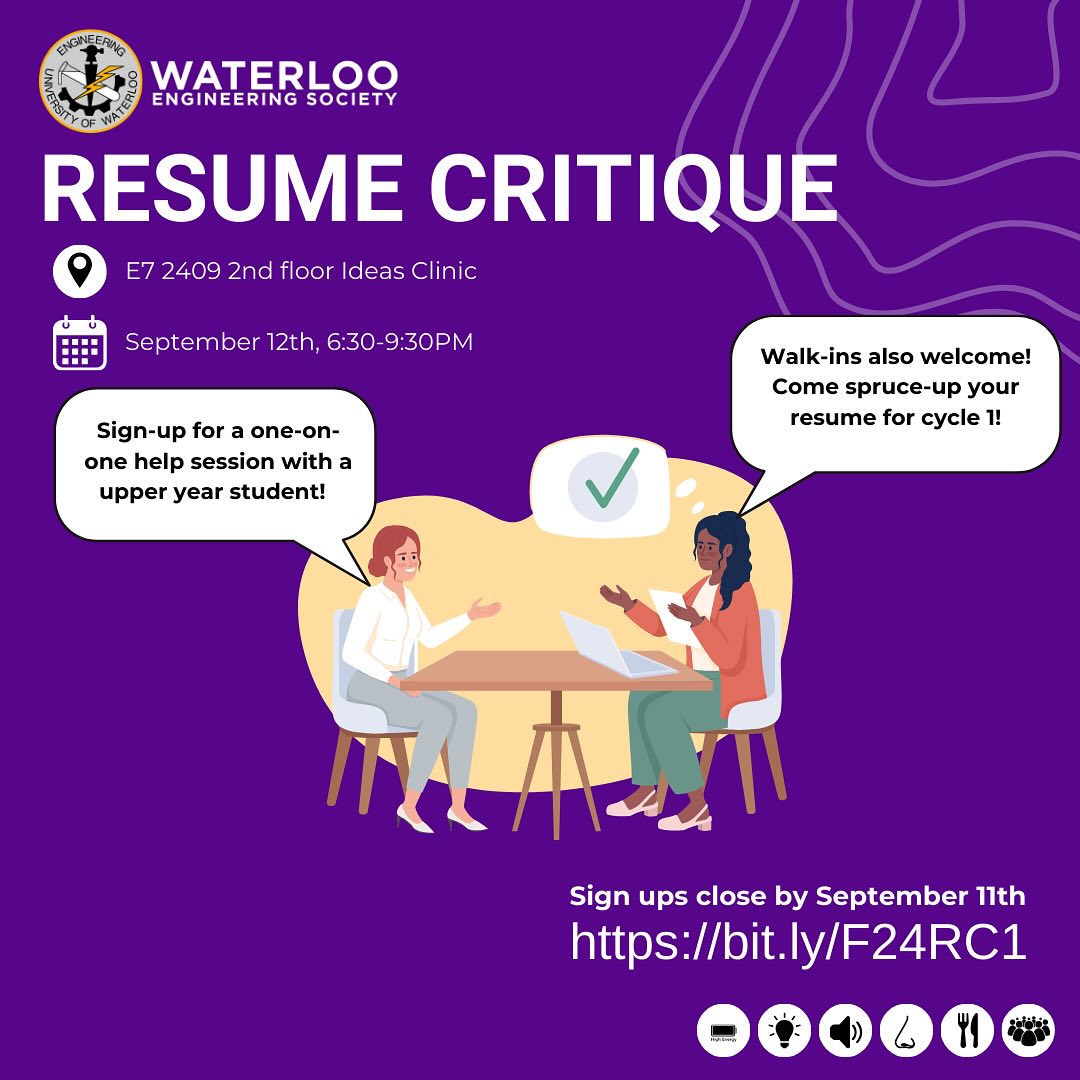 ENGINEERING
UNIVERSITY OF WATERLOO
WATERLOO
ENGINEERING SOCIETY
RESUME CRITIQUE
E7 2409 2nd floor Ideas Clinic
September 12th, 6:30-9:30PM
Walk-ins also welcome!
Come spruce-up your
resume for cycle 1!
Sign-up for a one-on-
one help session with a
upper year student!
Sign ups close by September 11th
https://bit.ly/F24RC1
High Energy